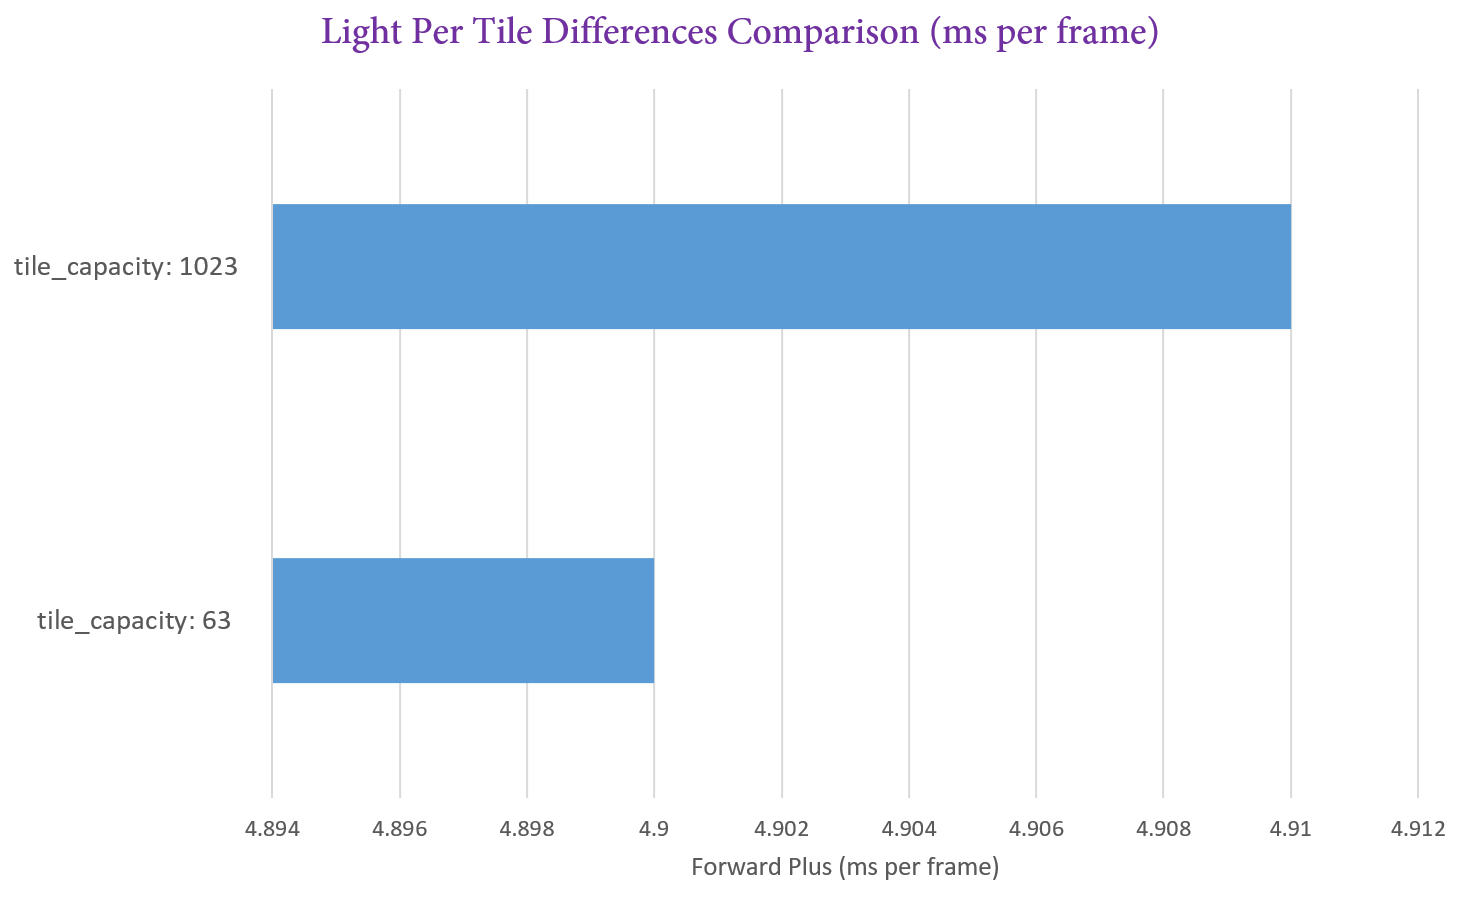 Light Per Tile Differences Comparison (ms per frame)
tile_capacity: 1023
tile_capacity: 63
4.894 4.896 4.898 4.9 4.902 4.904 4.906 4.908 4.91 4.912
Forward Plus (ms per frame)